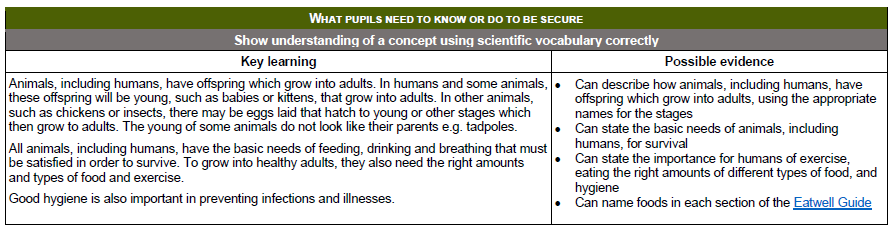 WHAT PUPILS NEED TO KNOW OR DO TO BE SECURE
Show understanding of a concept using scientific vocabulary correctly
Key learning
Animals, including humans, have offspring which grow into adults. In humans and some animals,
these offspring will be young, such as babies or kittens, that grow into adults. In other animals,
such as chickens or insects, there may be eggs laid that hatch to young or other stages which
then grow to adults. The young of some animals do not look like their parents e.g. tadpoles.
All animals, including humans, have the basic needs of feeding, drinking and breathing that must
be satisfied in order to survive. To grow into healthy adults, they also need the right amounts
and types of food and exercise.
Good hygiene is also important in preventing infections and illnesses.
Possible evidence
• Can describe how animals, including humans, have
offspring which grow into adults, using the appropriate
names for the stages
• Can state the basic needs of animals, including
humans, for survival
• Can state the importance for humans of exercise,
eating the right amounts of different types of food, and
hygiene
• Can name foods in each section of the Eatwell Guide